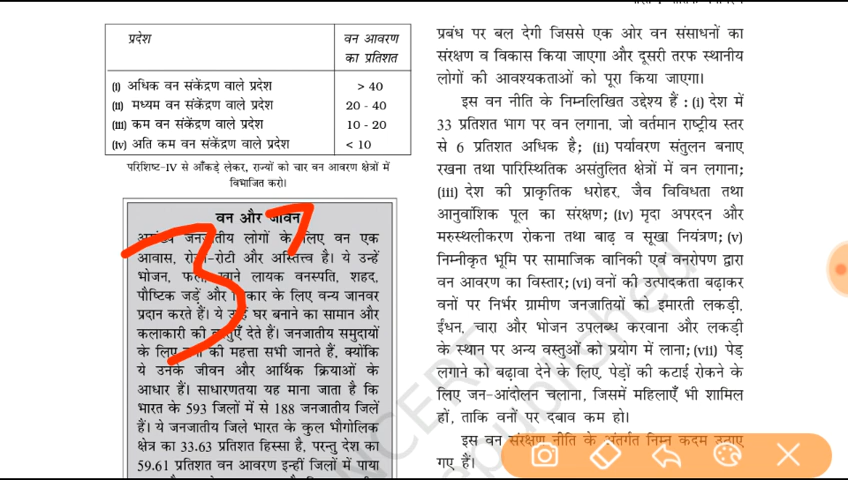 प्रदेश
वन आवरण
का प्रतिशत
(i) अधिक वन संकेंद्रण वाले प्रदेश > 40
(ii) मध्यम वन संकेंद्रण वाले प्रदेश 20 - 40
(iii) कम वन संकेंद्रण वाले प्रदेश 10 - 20
(iv) अति कम वन संकेंद्रण वाले प्रदेश < 10
परिशिष्ट-IV से आँकड़े लेकर, राज्यों को चार वन आवरण क्षेत्रों में
विभाजित करो।
वन और जीवन
जनजातीय लोगों के लिए वन एक
आवास, रोज़ी-रोटी और अस्तित्व है। ये उन्हें
भोजन, फल, खाने लायक वनस्पति, शहद,
पौष्टिक जड़ें और शिकार के लिए वन्य जानवर
प्रदान करते हैं। ये उन्हें घर बनाने का सामान और
कलाकारी की वस्तुएँ देते हैं। जनजातीय समुदायों
के लिए वनों की महत्ता सभी जानते हैं, क्योंकि
ये उनके जीवन और आर्थिक क्रियाओं के
आधार हैं। साधारणतया यह माना जाता है कि
भारत के 593 जिलों में से 188 जनजातीय जिले
हैं। ये जनजातीय जिले भारत के कुल भौगोलिक
क्षेत्र का 33.63 प्रतिशत हिस्सा है, परन्तु देश का
59.61 प्रतिशत वन आवरण इन्हीं जिलों में पाया
प्रबंध पर बल देगी जिससे एक ओर वन संसाधनों का
संरक्षण व विकास किया जाएगा और दूसरी तरफ स्थानीय
लोगों की आवश्यकताओं को पूरा किया जाएगा।
इस वन नीति के निम्नलिखित उद्देश्य हैं : (i) देश में
33 प्रतिशत भाग पर वन लगाना, जो वर्तमान राष्ट्रीय स्तर
से 6 प्रतिशत अधिक है; (ii) पर्यावरण संतुलन बनाए
रखना तथा पारिस्थितिक असंतुलित क्षेत्रों में वन लगाना;
(iii) देश की प्राकृतिक धरोहर, जैव विविधता तथा
आनुवांशिक पूल का संरक्षण; (iv) मृदा अपरदन और
मरुस्थलीकरण रोकना तथा बाढ़ व सूखा नियंत्रण; (v)
निम्नीकृत भूमि पर सामाजिक वानिकी एवं वनरोपण द्वारा
वन आवरण का विस्तार; (vi) वनों की उत्पादकता बढ़ाकर
वनों पर निर्भर ग्रामीण जनजातियों को इमारती लकड़ी,
ईंधन, चारा और भोजन उपलब्ध करवाना और लकड़ी
के स्थान पर अन्य वस्तुओं को प्रयोग में लाना; (vii) पेड़
लगाने को बढ़ावा देने के लिए, पेड़ों की कटाई रोकने के
लिए जन-आंदोलन चलाना, जिसमें महिलाएँ भी शामिल
हों, ताकि वनों पर दबाव कम हो।
इस वन संरक्षण नीति के अंतर्गत निम्न कदम उठाए
गए हैं।